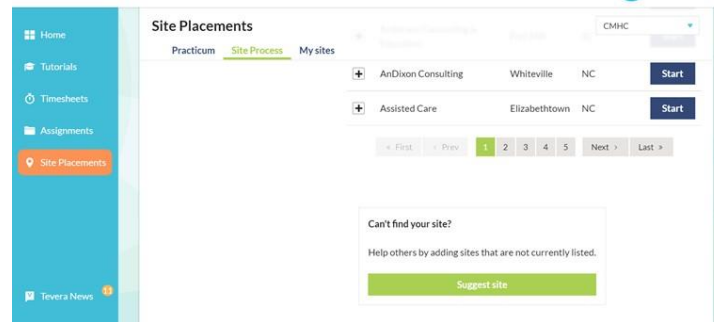 Home
Tutorials
Timesheets
Assignments
Site Placements
Tevera News 11
Site Placements
CMHC
Practicum Site Process My sites
AnDixon Consulting Whiteville NC Start
Assisted Care Elizabethtown NC Start
« First ‹ Prev 1 2 3 4 5 Next › Last »
Can't find your site?
Help others by adding sites that are not currently listed.
Suggest site